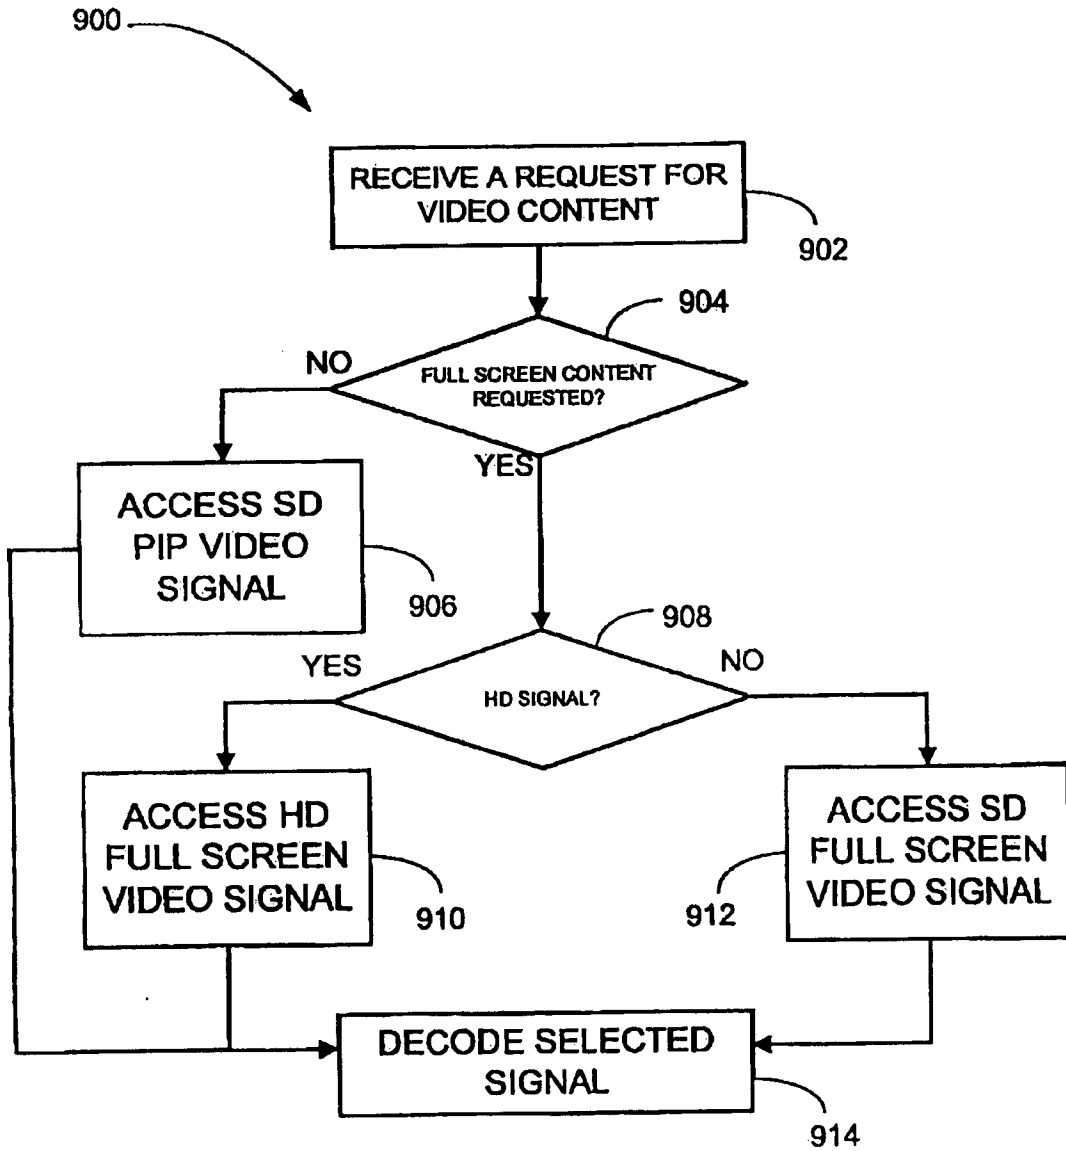 900
RECEIVE A REQUEST FOR
VIDEO CONTENT
902
904
NO
FULL SCREEN CONTENT
REQUESTED?
YES
ACCESS SD
PIP VIDEO
SIGNAL
906
908
YES
NO
HD SIGNAL?
ACCESS HD
FULL SCREEN
VIDEO SIGNAL
910
ACCESS SD
FULL SCREEN
VIDEO SIGNAL
912
DECODE SELECTED
SIGNAL
914